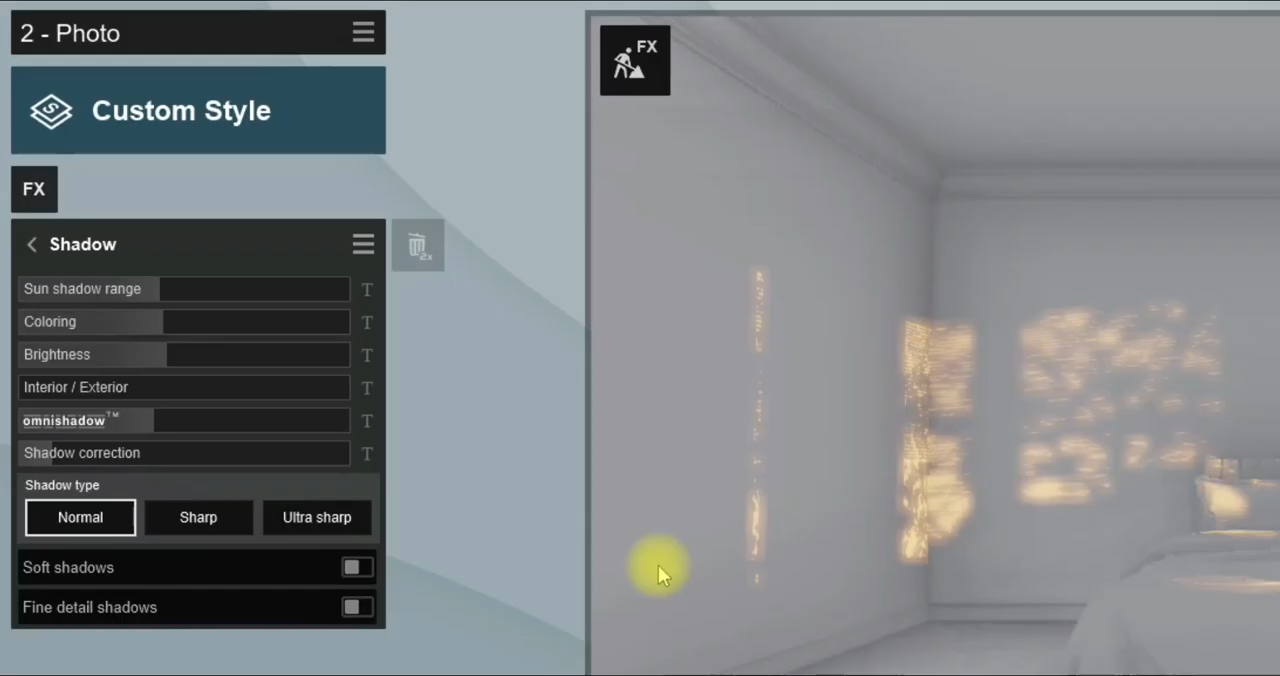 2 - Photo
FX
Custom Style
FX
Shadow
2x
Sun shadow range T
Coloring T
Brightness T
Interior / Exterior T
omnishadow™ T
Shadow correction T
Shadow type
Normal Sharp Ultra sharp
Soft shadows
Fine detail shadows